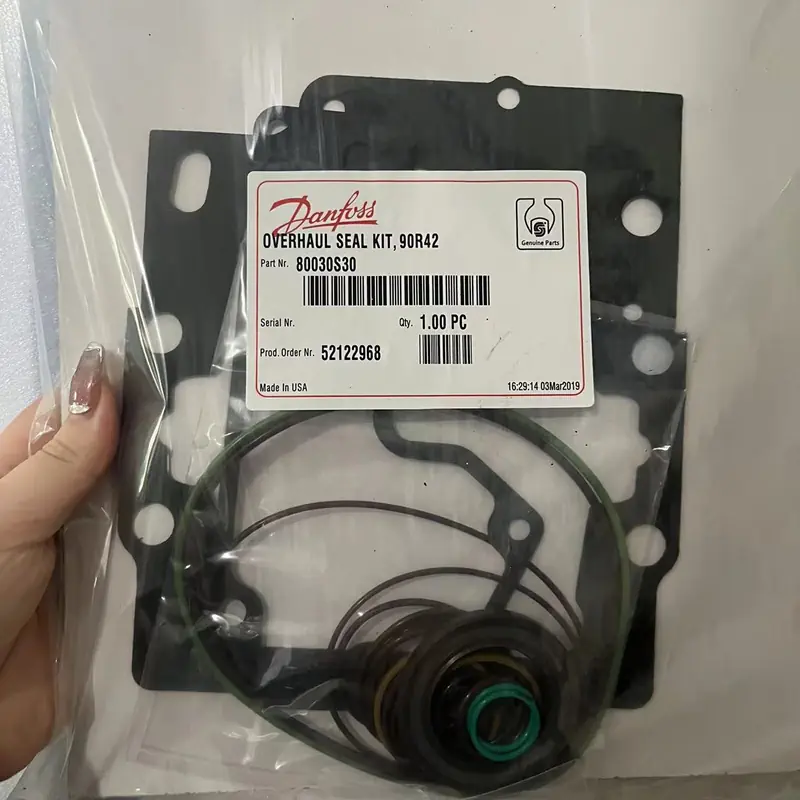 Danfoss
OVERHAUL SEAL KIT, 90R42
Genuine Parts
Part Nr. 80030S30
Serial Nr. Qty. 1.00 PC
Prod. Order Nr. 52122968
Made In USA 16:29:14 03Mar2019